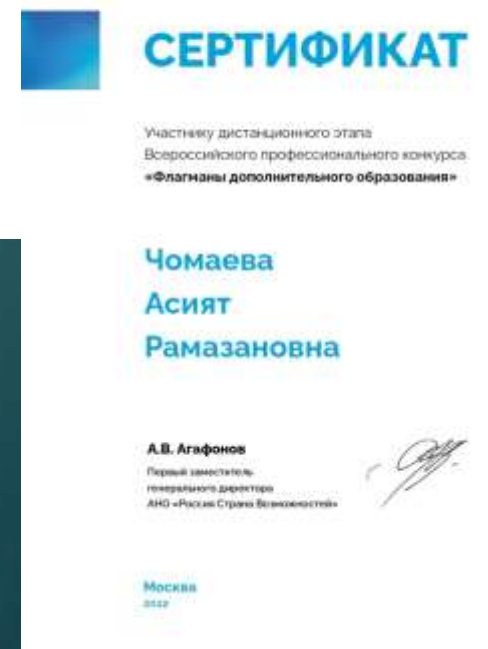 СЕРТИФИКАТ
Участнику дистанционного этапа
Всероссийского профессионального конкурса
«Флагманы дополнительного образования»
Чомаева
Асият
Рамазановна
А.В. Агафонов
Первый заместитель
генерального директора
АНО «Россия Страна Возможностей»
Москва
2022